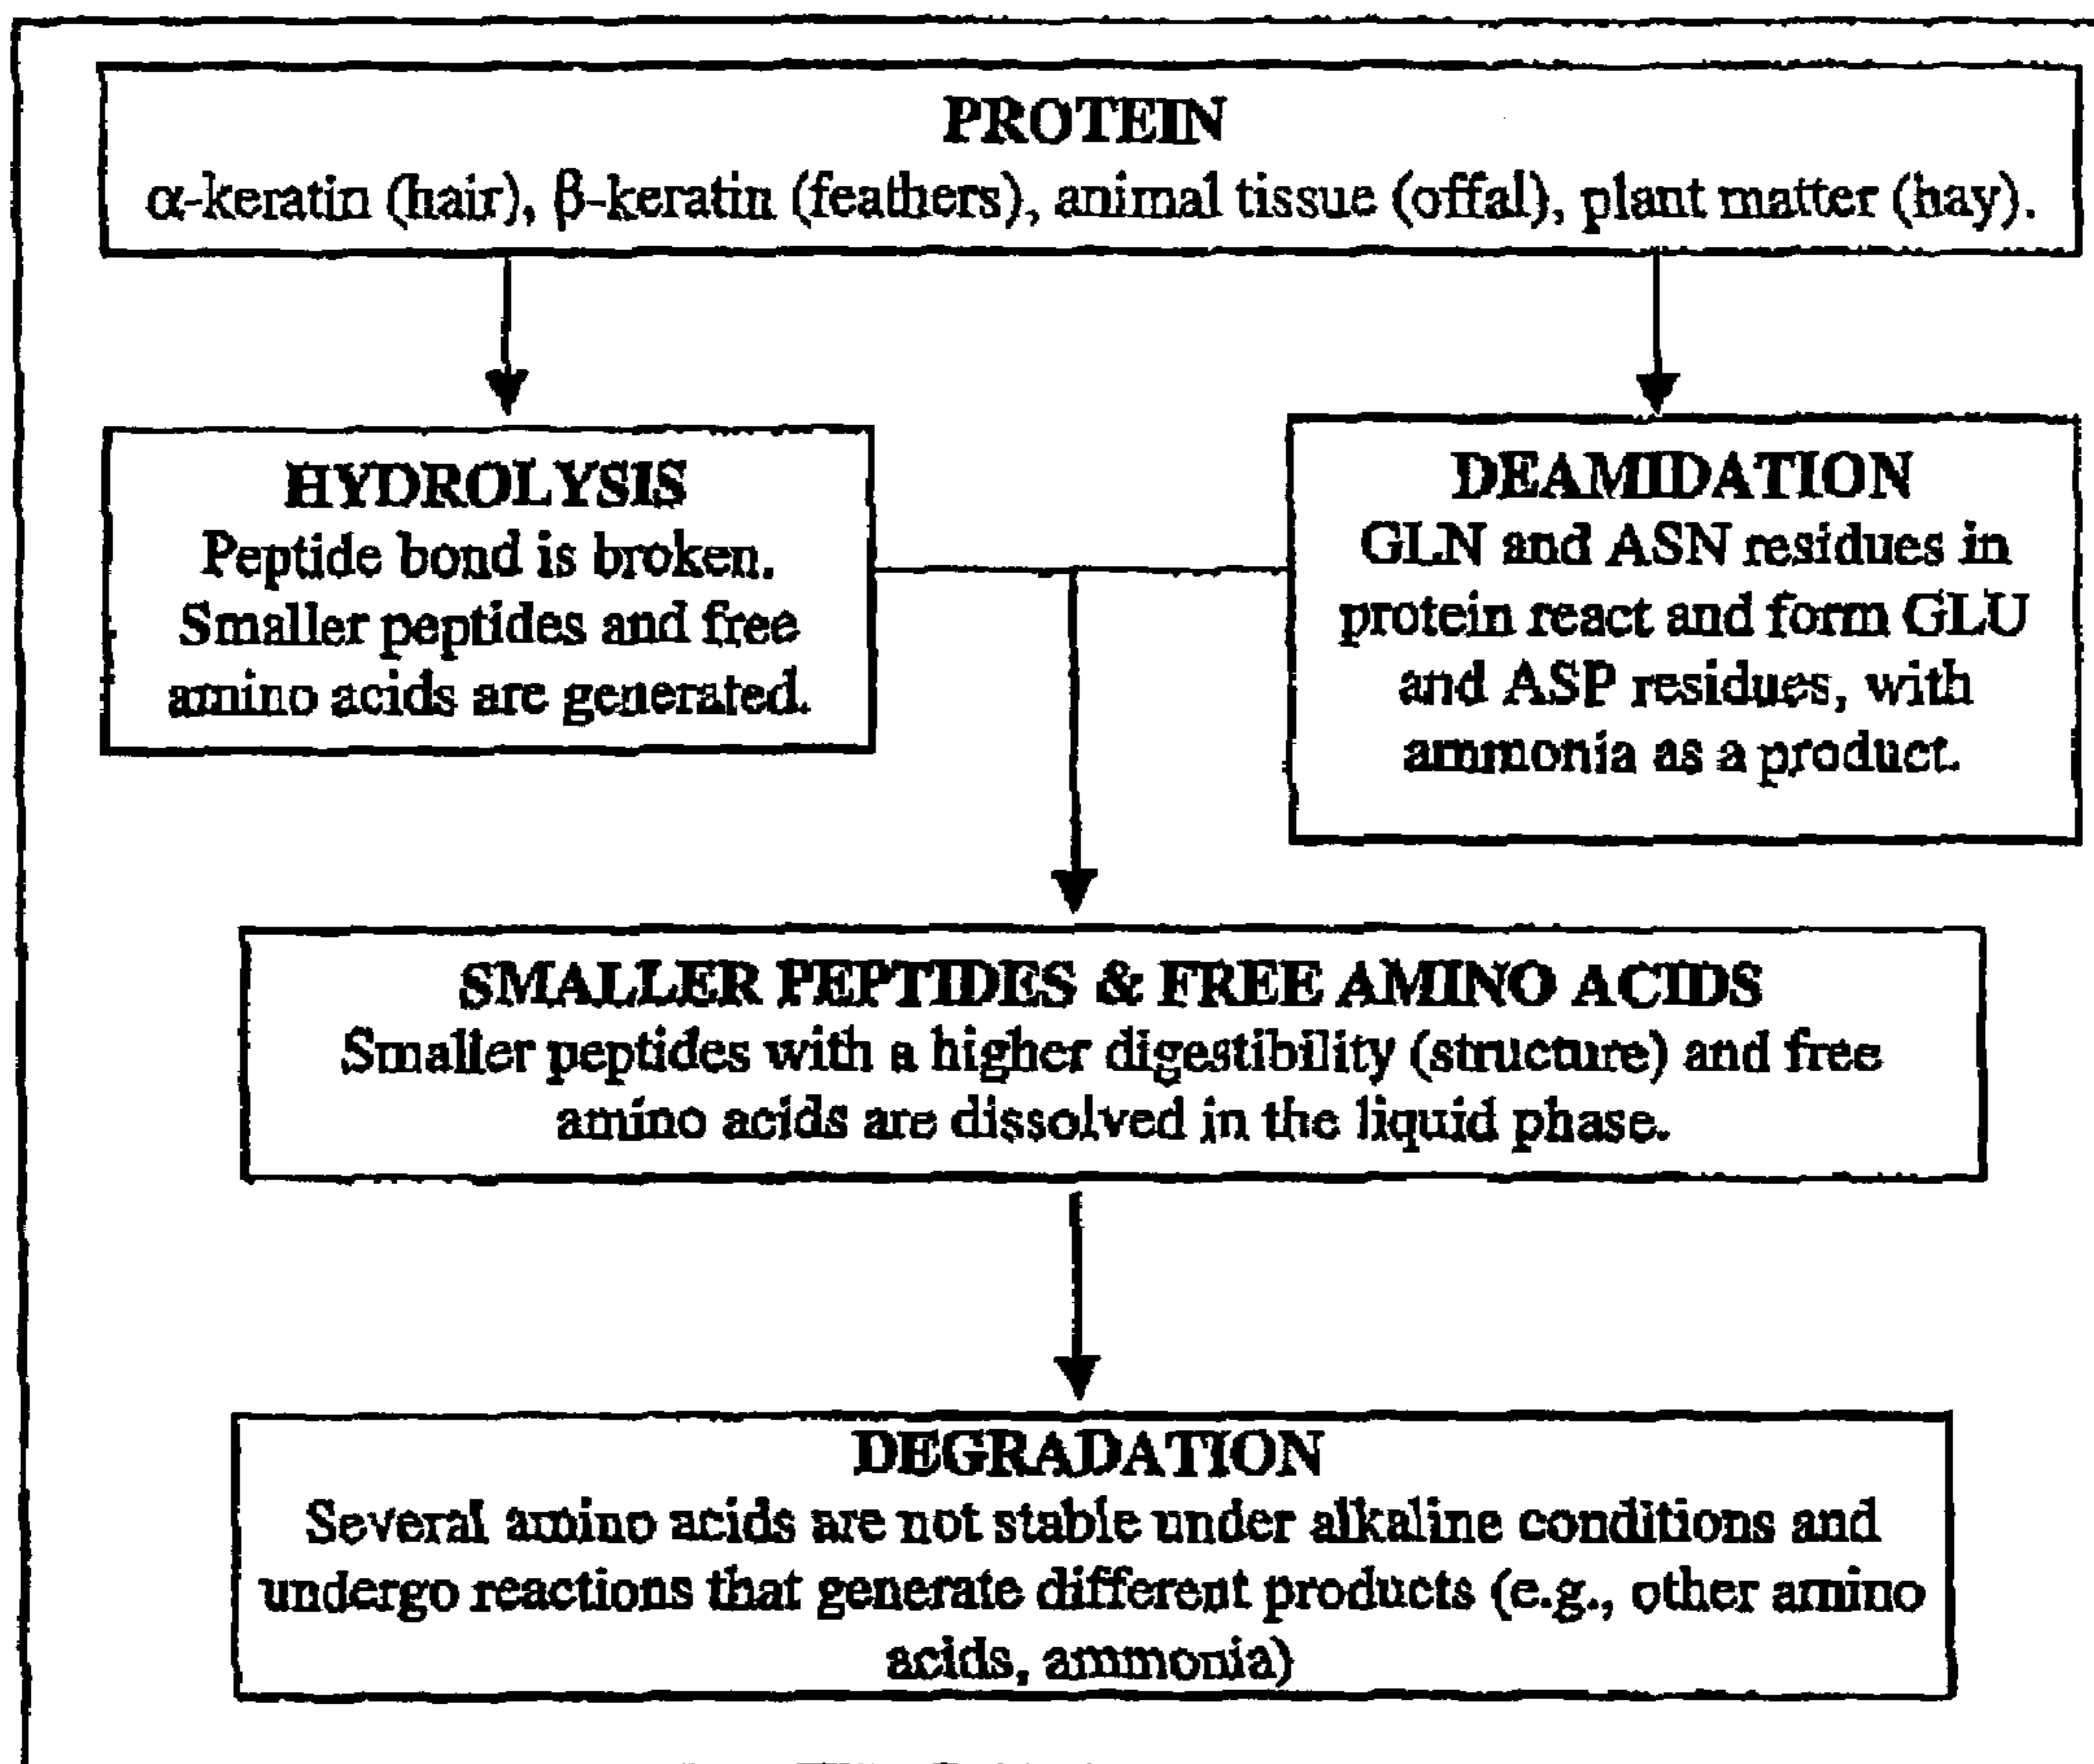 PROTEIN
α-keratin (hair), β-keratin (feathers), animal tissue (offal), plant matter (hay).
HYDROLYSIS
Peptide bond is broken.
Smaller peptides and free
amino acids are generated.
DEAMIDATION
GLN and ASN residues in
protein react and form GLU
and ASP residues, with
ammonia as a product.
SMALLER PEPTIDES & FREE AMINO ACIDS
Smaller peptides with a higher digestibility (structure) and free
amino acids are dissolved in the liquid phase.
DEGRADATION
Several amino acids are not stable under alkaline conditions and
undergo reactions that generate different products (e.g., other amino
acids, ammonia)